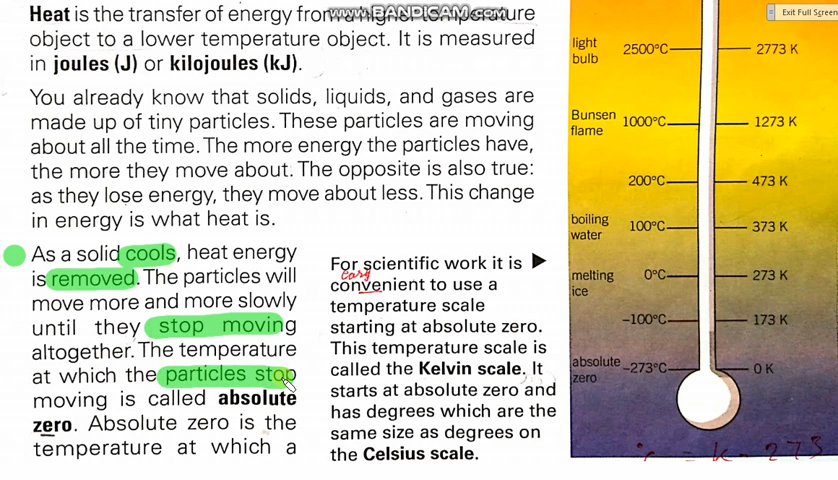 Heat is the transfer of energy from a higher temperature
object to a lower temperature object. It is measured
in joules (J) or kilojoules (kJ).
You already know that solids, liquids, and gases are
made up of tiny particles. These particles are moving
about all the time. The more energy the particles have,
the more they move about. The opposite is also true:
as they lose energy, they move about less. This change
in energy is what heat is.
As a solid cools, heat energy
is removed. The particles will
move more and more slowly
until they stop moving
altogether. The temperature
at which the particles stop
moving is called absolute
zero. Absolute zero is the
temperature at which a
For scientific work it is
easy
convenient to use a
temperature scale
starting at absolute zero.
This temperature scale is
called the Kelvin scale. It
starts at absolute zero and
has degrees which are the
same size as degrees on
the Celsius scale.
light
bulb
2500°C
2773 K
Bunsen
flame
1000°C
1273 K
200°C
473 K
boiling
water
100°C
373 K
melting
ice
0°C
273 K
-100°C
173 K
absolute
zero
-273°C
0 K
°c = k - 273
www.BANDICAM.com
Exit Full Screen